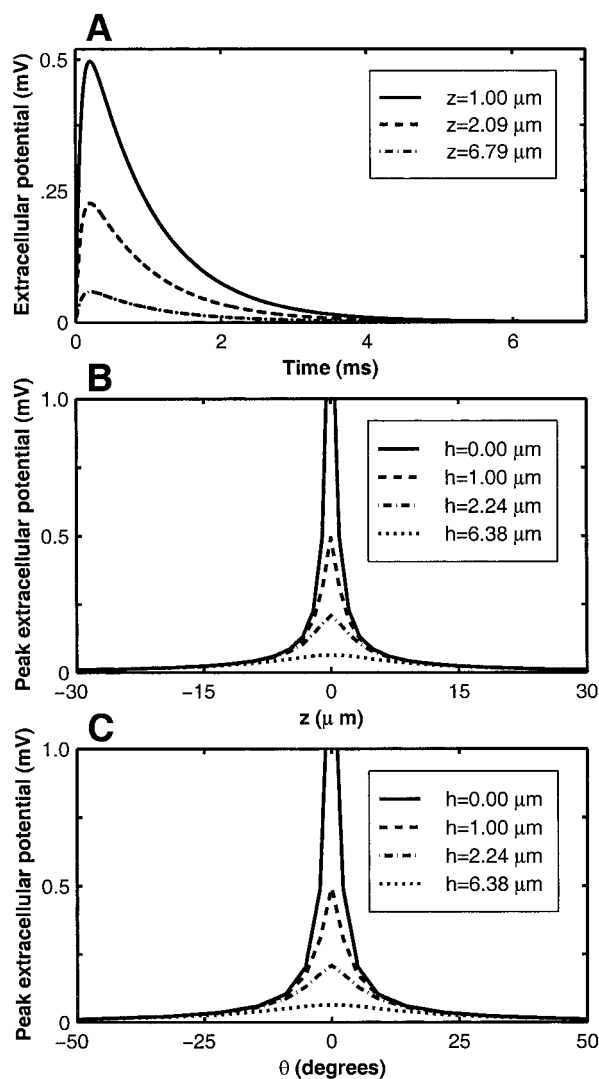 A
Extracellular potential (mV)
0.5
.25
0
z=1.00 μm
z=2.09 μm
z=6.79 μm
0 2 4 6
Time (ms)
B
Peak extracellular potential (mV)
1.0
0.5
0
h=0.00 μm
h=1.00 μm
h=2.24 μm
h=6.38 μm
−30 −15 0 15 30
z (μ m)
C
Peak extracellular potential (mV)
1.0
0.5
0
h=0.00 μm
h=1.00 μm
h=2.24 μm
h=6.38 μm
−50 −25 0 25 50
θ (degrees)